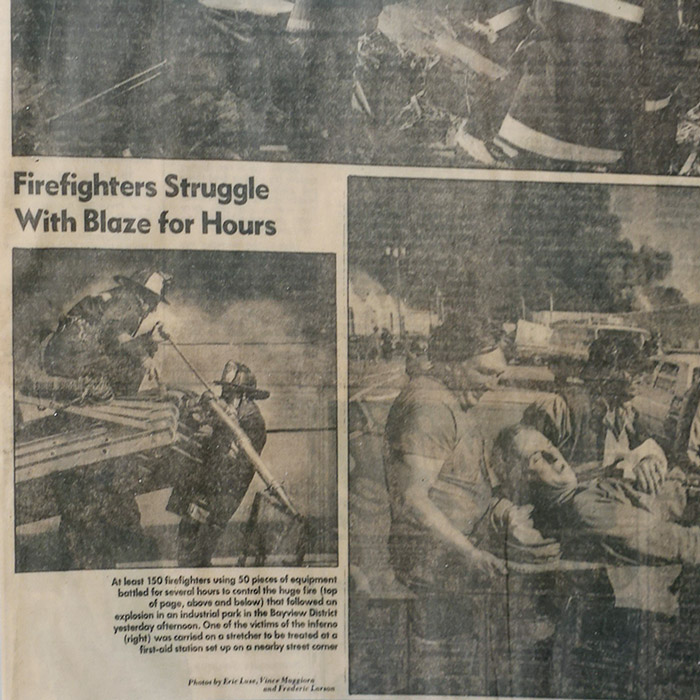 Firefighters Struggle
With Blaze for Hours
At least 150 firefighters using 50 pieces of equipment
battled for several hours to control the huge fire (top
of page, above and below) that followed an
explosion in an industrial park in the Bayview District
yesterday afternoon. One of the victims of the inferno
(right) was carried on a stretcher to be treated at a
first-aid station set up on a nearby street corner
Photos by Eric Luse, Vince Maggiora
and Frederic Larson